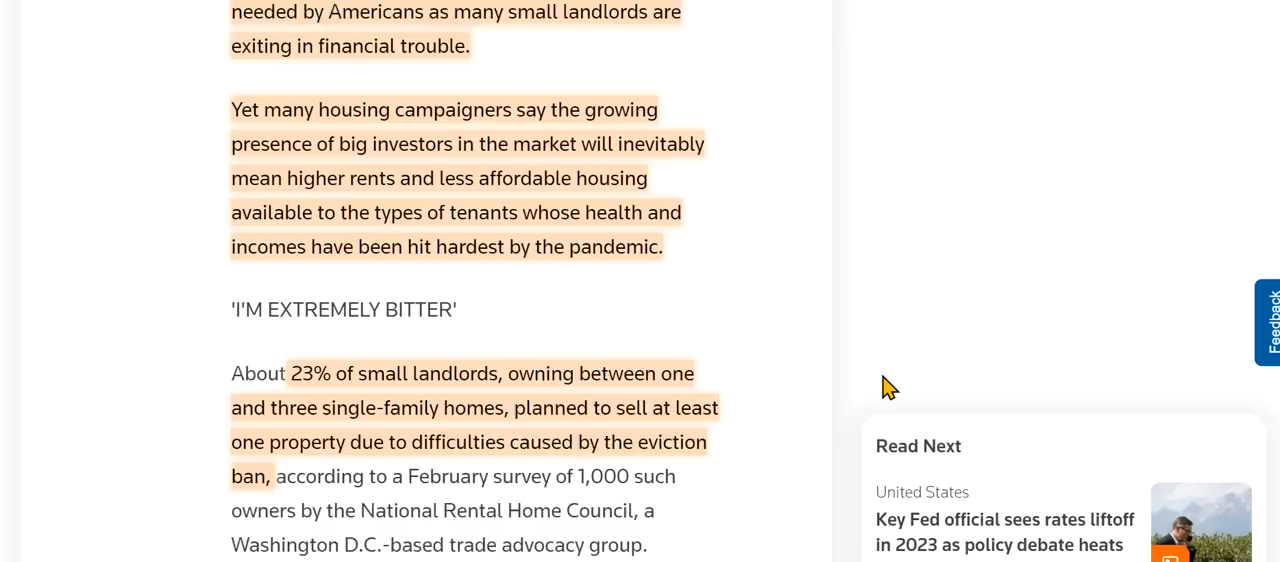 needed by Americans as many small landlords are
exiting in financial trouble.
Yet many housing campaigners say the growing
presence of big investors in the market will inevitably
mean higher rents and less affordable housing
available to the types of tenants whose health and
incomes have been hit hardest by the pandemic.
'I'M EXTREMELY BITTER'
About 23% of small landlords, owning between one
and three single-family homes, planned to sell at least
one property due to difficulties caused by the eviction
ban, according to a February survey of 1,000 such
owners by the National Rental Home Council, a
Washington D.C.-based trade advocacy group.
Feedback
Read Next
United States
Key Fed official sees rates liftoff
in 2023 as policy debate heats